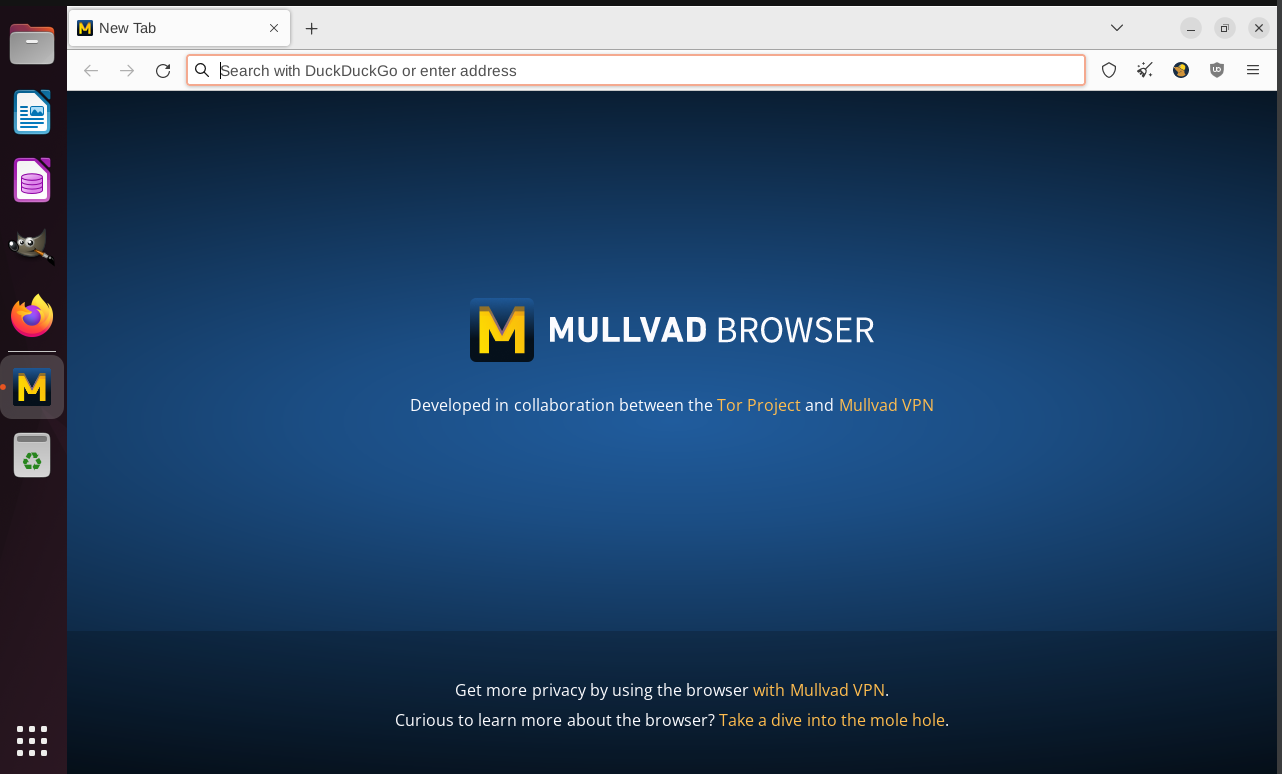 New Tab
Search with DuckDuckGo or enter address
MULLVAD BROWSER
Developed in collaboration between the Tor Project and Mullvad VPN
Get more privacy by using the browser with Mullvad VPN.
Curious to learn more about the browser? Take a dive into the mole hole.